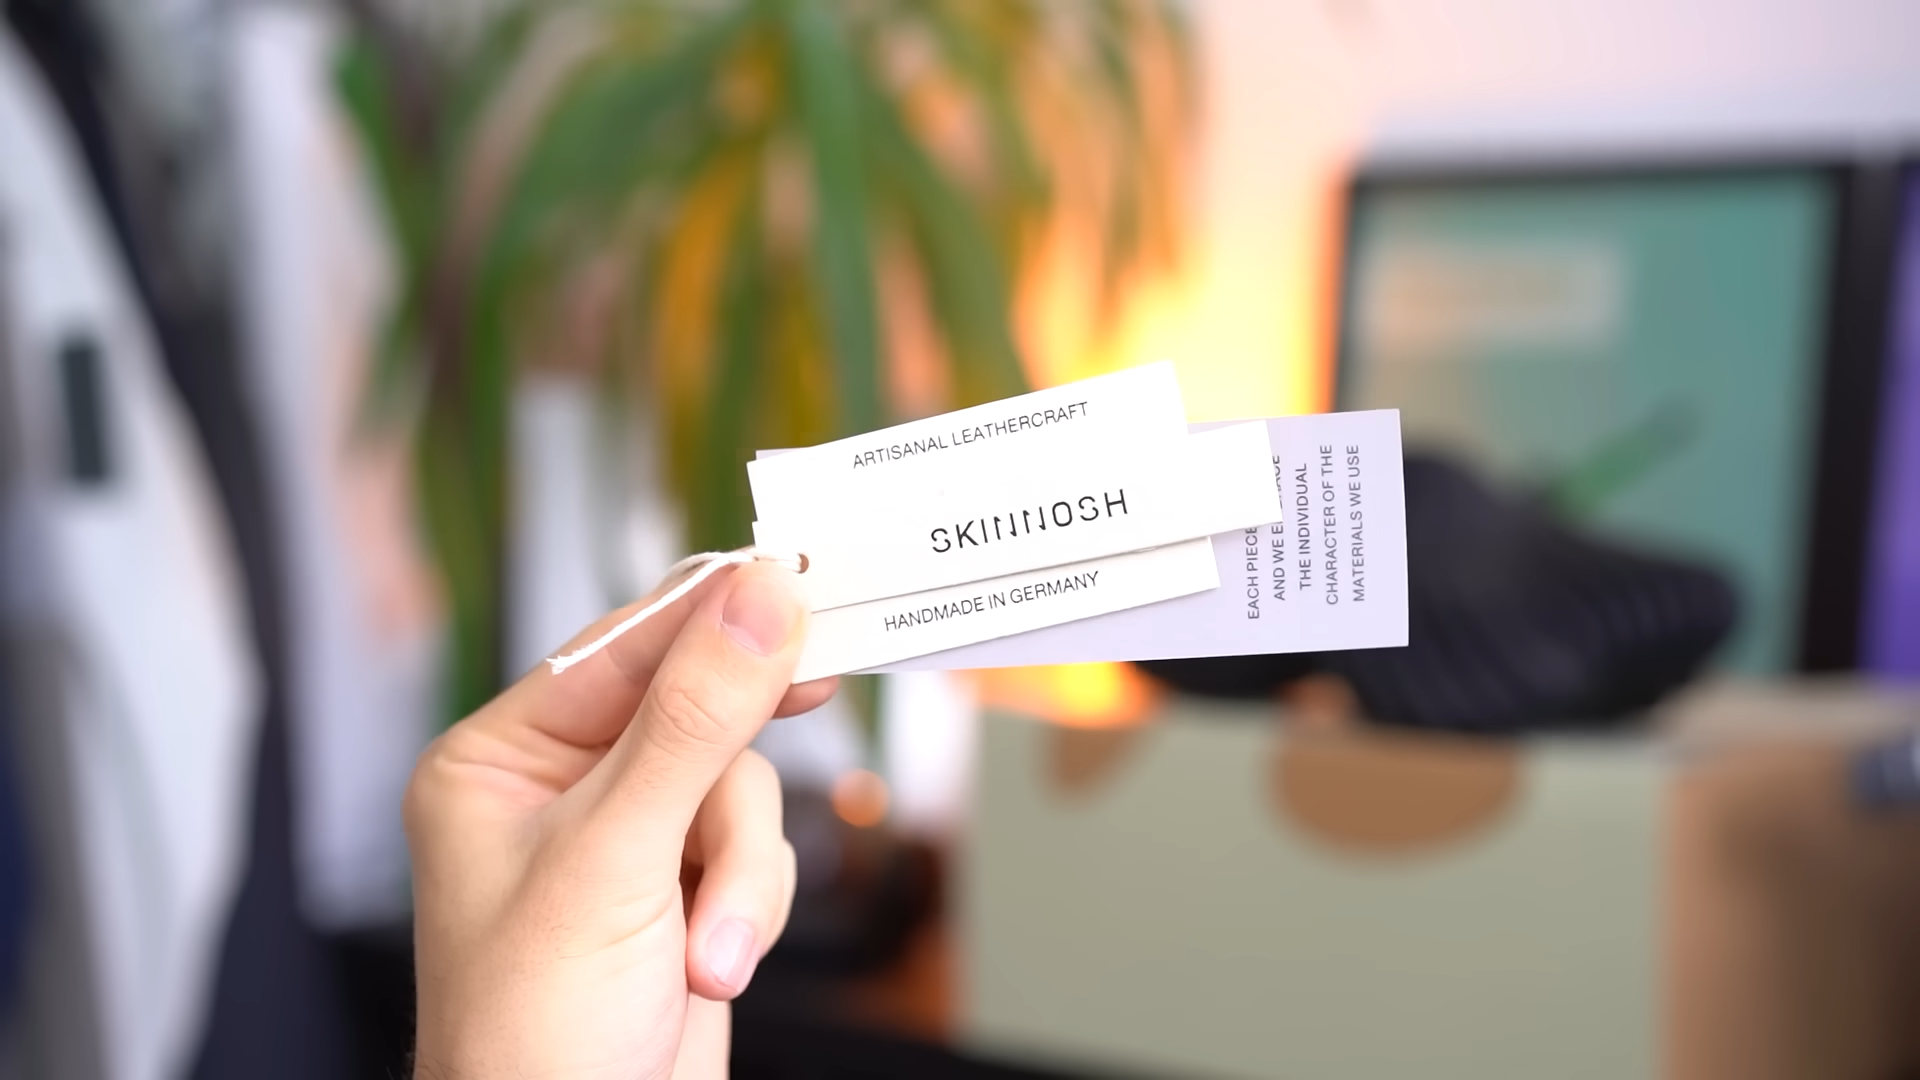 ARTISANAL LEATHERCRAFT
SKINNOSH
HANDMADE IN GERMANY
EACH PIECE
AND WE
THE INDIVIDUAL
CHARACTER OF THE
MATERIALS WE USE